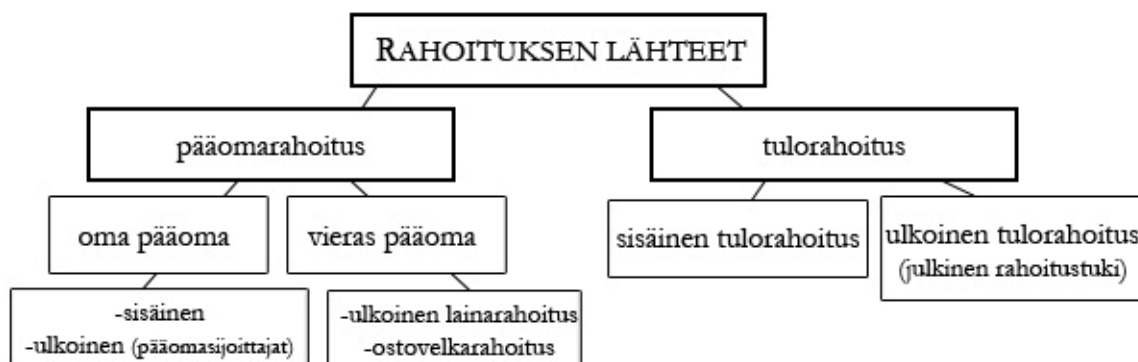 RAHOITUKSEN LÄHTEET
pääomarahoitus
tulorahoitus
oma pääoma
vieras pääoma
sisäinen tulorahoitus
ulkoinen tulorahoitus
(julkinen rahoitustuki)
-sisäinen
-ulkoinen (pääomasijoittajat)
-ulkoinen lainarahoitus
-ostovelkarahoitus